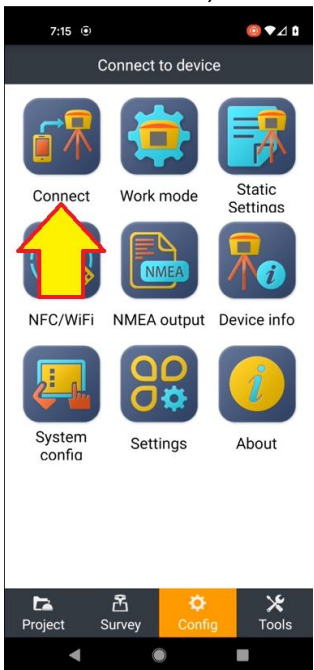 7:15
Connect to device
Connect
Work mode
Static
Settings
NMEA
NFC/WiFi
NMEA output
Device info
System
config
Settings
About
Project
Survey
Config
Tools